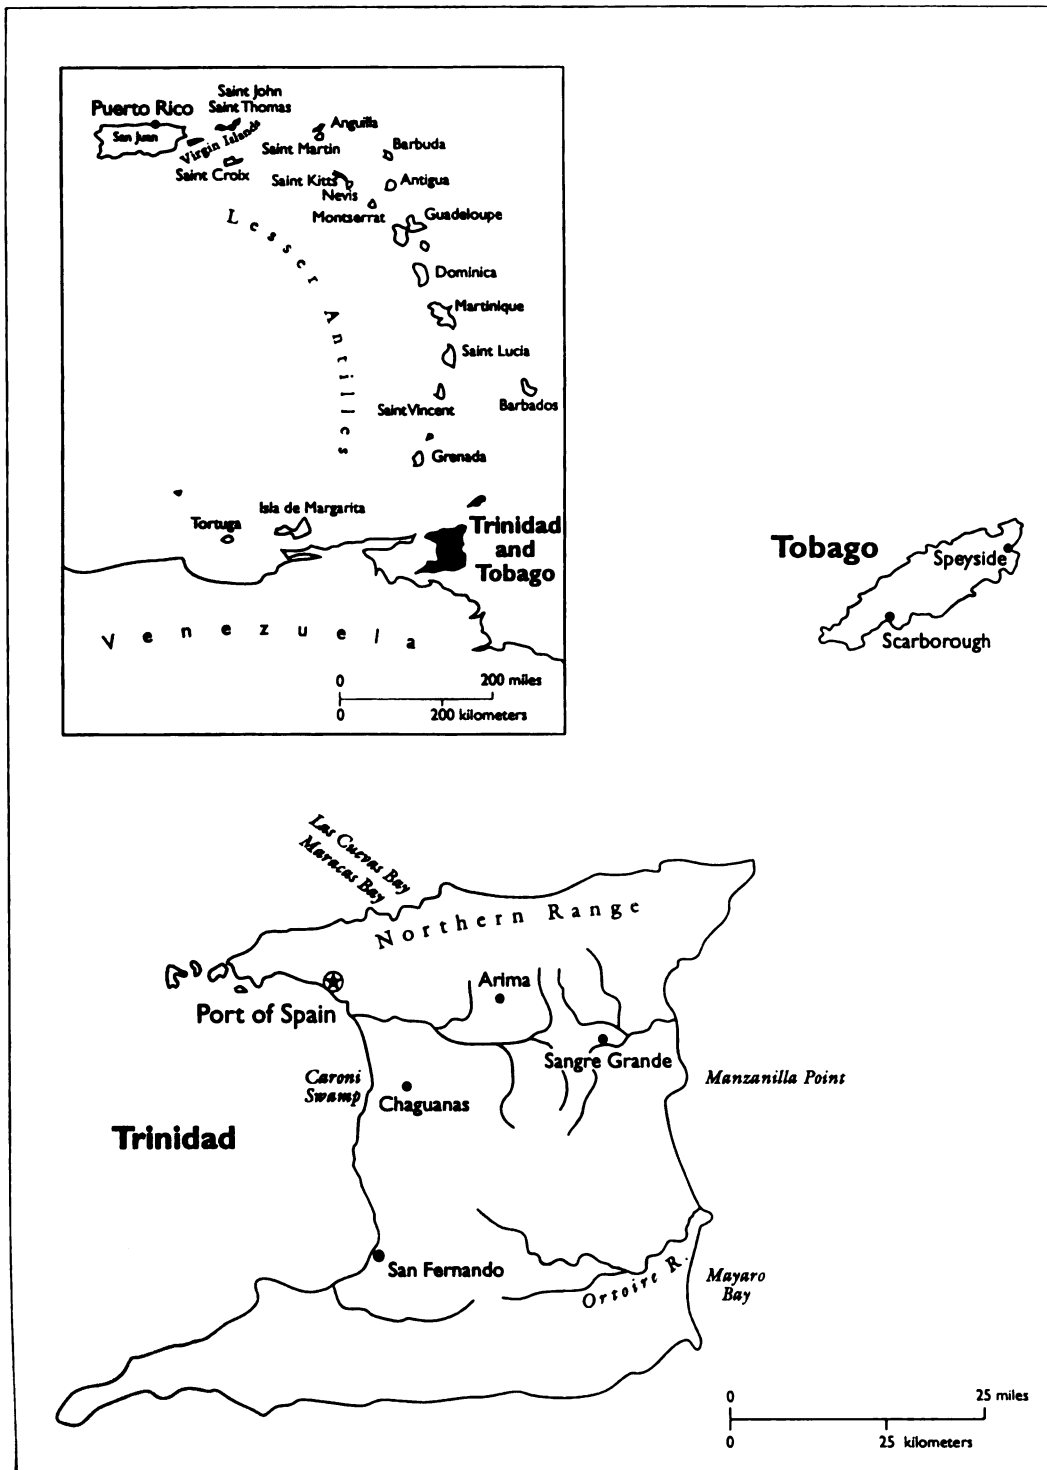 Saint John
Puerto Rico
Saint Thomas
San Juan
Virgin Islands
Anguilla
Saint Martin
Barbuda
Saint Croix
Saint Kitts
Antigua
Nevis
Montserrat
Guadeloupe
Lesser Antilles
Dominica
Martinique
Saint Lucia
Saint Vincent
Barbados
Grenada
Isla de Margarita
Tortuga
Trinidad
and
Tobago
Venezuela
0 200 miles
0 200 kilometers
Tobago
Speyside
Scarborough
Las Cuevas Bay
Maracas Bay
Northern Range
Arima
Port of Spain
Sangre Grande
Caroni
Swamp
Manzanilla Point
Chaguanas
Trinidad
San Fernando
Ortoire R.
Mayaro
Bay
0 25 miles
0 25 kilometers